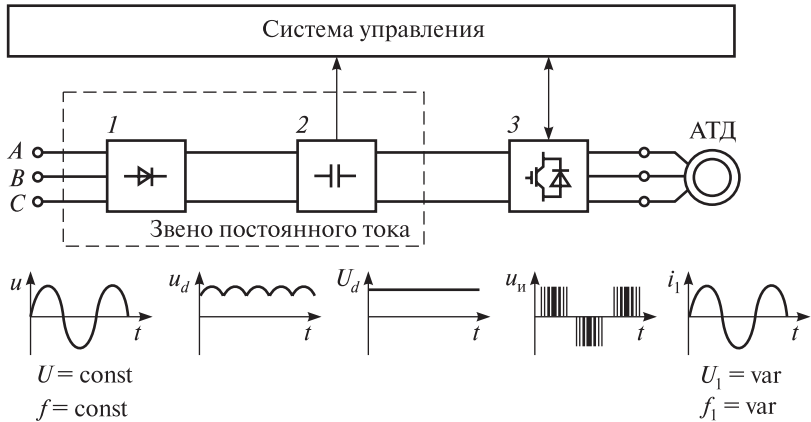 Система управления
1
2
3
АТД
A
B
C
Звено постоянного тока
u
t
u_d
t
U_d
t
u_и
t
i_1
t
U = const
f = const
U_1 = var
f_1 = var